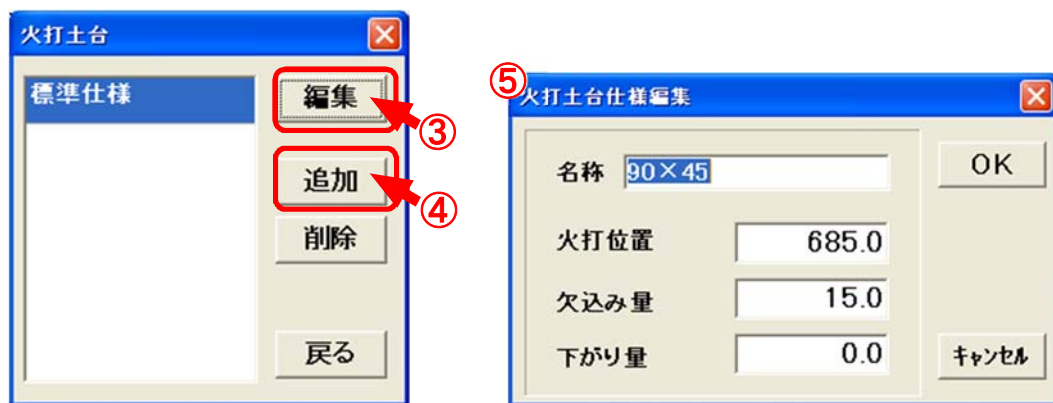 火打土台
標準仕様
編集
③
追加
④
削除
戻る
⑤
火打土台仕様編集
名称 90×45
OK
火打位置 685.0
欠込み量 15.0
下がり量 0.0
キャンセル